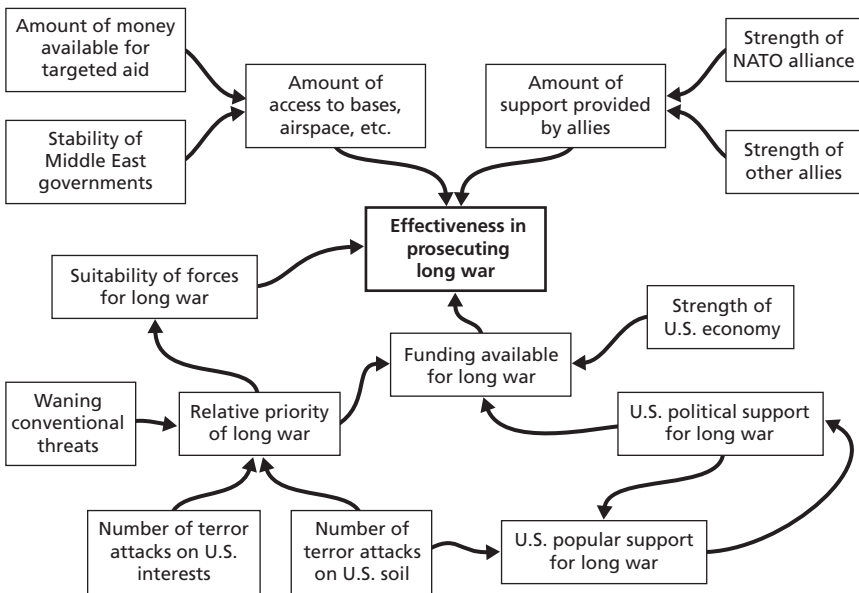 Amount of money
available for
targeted aid
Stability of
Middle East
governments
Amount of
access to bases,
airspace, etc.
Amount of
support provided
by allies
Strength of
NATO alliance
Strength of
other allies
Effectiveness in
prosecuting
long war
Suitability of forces
for long war
Strength of
U.S. economy
Funding available
for long war
Waning
conventional
threats
Relative priority
of long war
U.S. political support
for long war
Number of terror
attacks on U.S.
interests
Number of
terror attacks
on U.S. soil
U.S. popular support
for long war